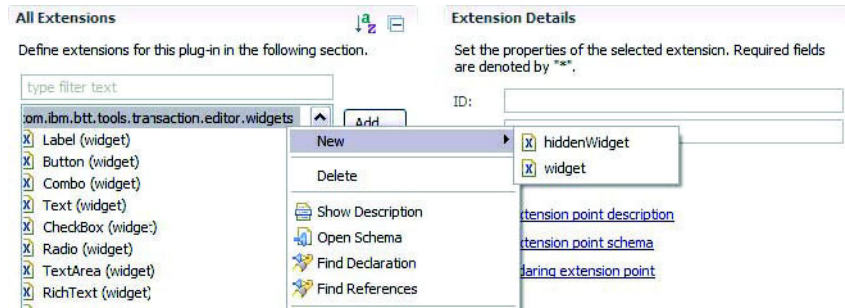 All Extensions
Define extensions for this plug-in in the following section.
type filter text
om.ibm.btt.tools.transaction.editor.widgets
Add...
Label (widget)
Button (widget)
Combo (widget)
Text (widget)
CheckBox (widget)
Radio (widget)
TextArea (widget)
RichText (widget)
New
Delete
Show Description
Open Schema
Find Declaration
Find References
hiddenWidget
widget
Extension Details
Set the properties of the selected extension. Required fields
are denoted by "*".
ID:
tension point description
tension point schema
laring extension point